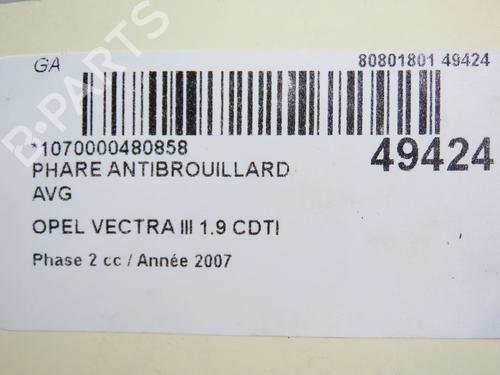 GA 80801801 49424
*1070000480858 49424
PHARE ANTIBROUILLARD
AVG
OPEL VECTRA III 1.9 CDTI
Phase 2 cc / Année 2007
B-PARTS